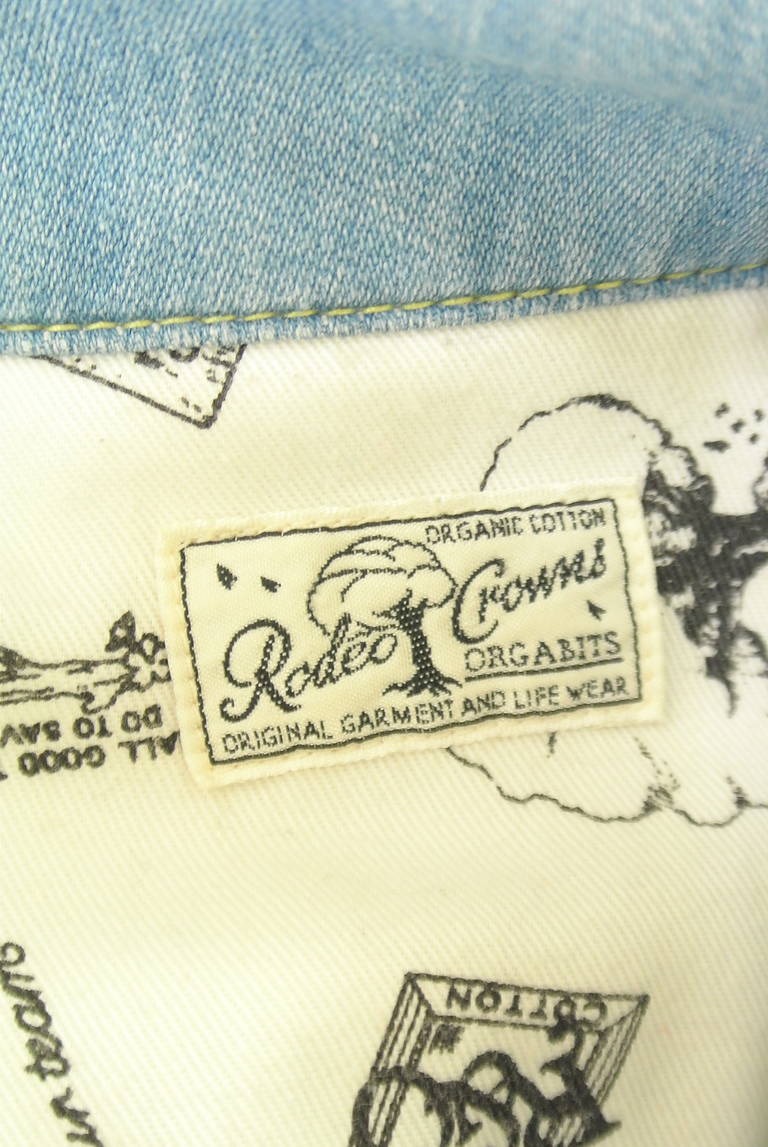 ORGANIC COTTON
Rodeo Crowns
ORGABITS
ORIGINAL GARMENT AND LIFE WEAR
ALL GOOD
DO TO SAV
COTTON